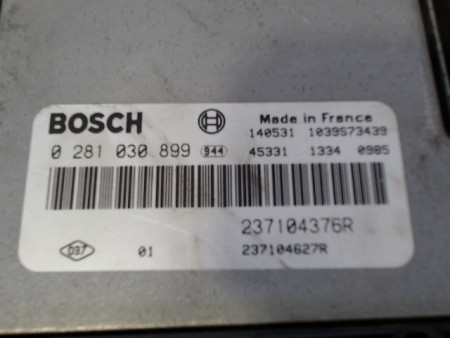 BOSCH Made in France
140531 1039S73439
0 281 030 899 944 45331 1334 0985
237104376R
D37 01 237104627R